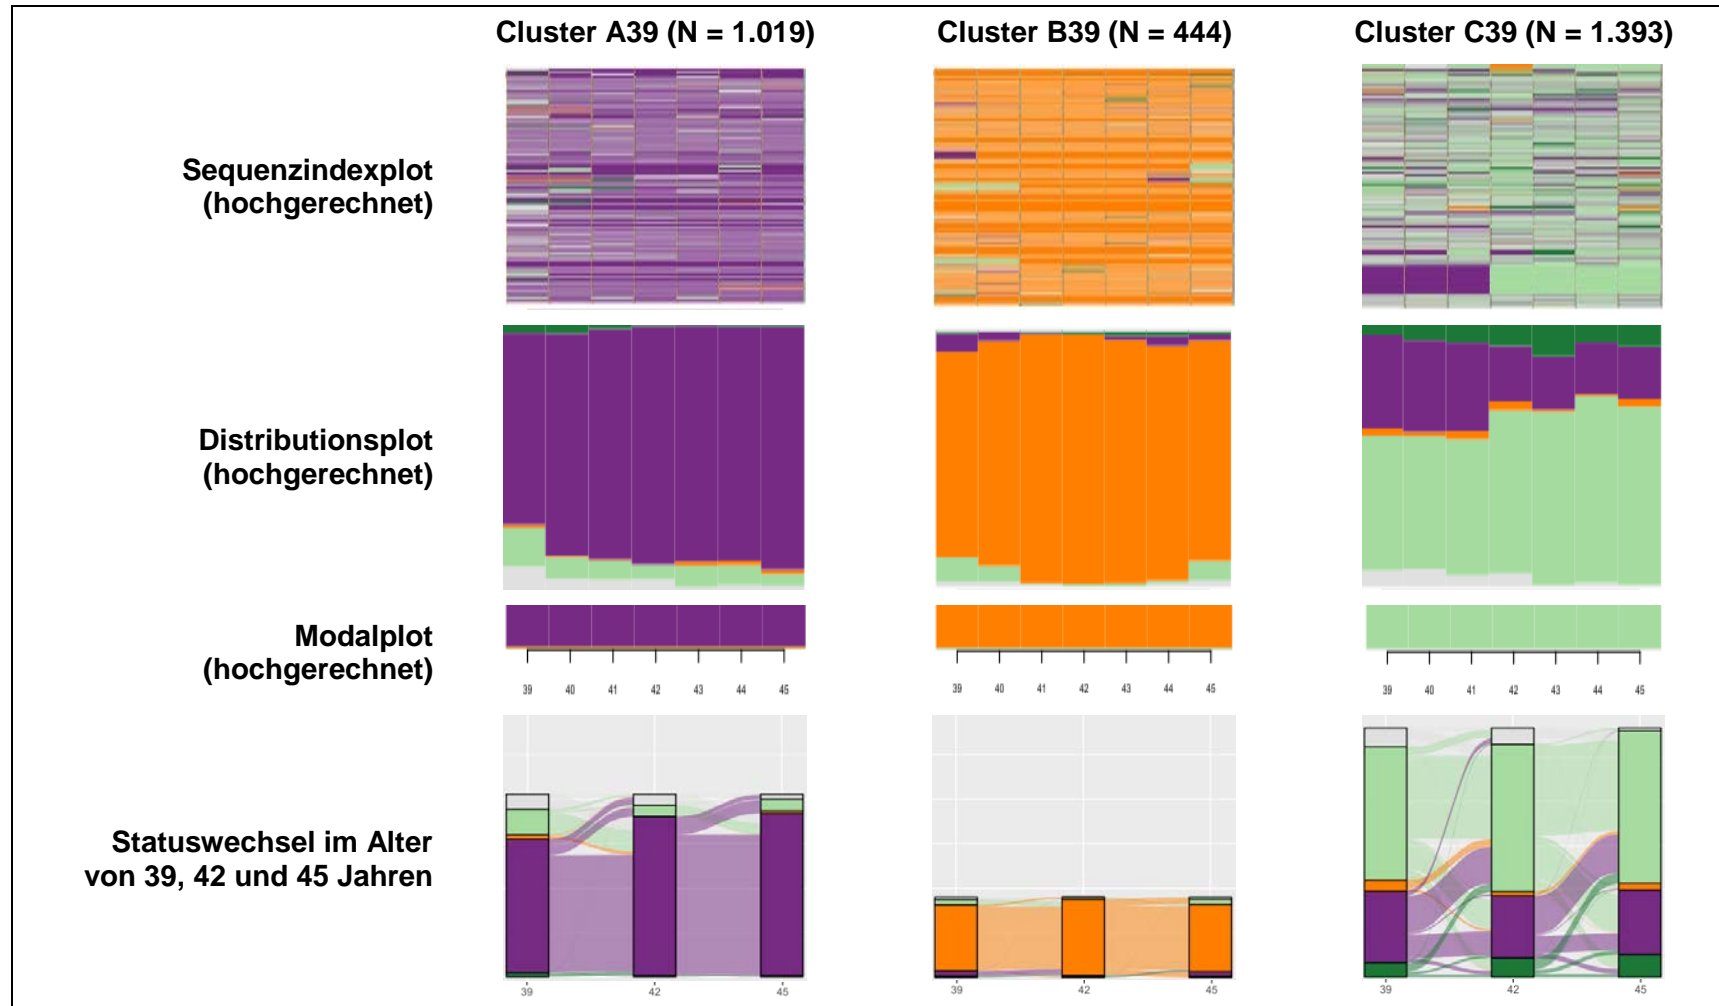 Cluster A39 (N = 1.019)
Cluster B39 (N = 444)
Cluster C39 (N = 1.393)
Sequenzindexplot
(hochgerechnet)
Distributionsplot
(hochgerechnet)
Modalplot
(hochgerechnet)
39 40 41 42 43 44 45
39 40 41 42 43 44 45
39 40 41 42 43 44 45
Statuswechsel im Alter
von 39, 42 und 45 Jahren
39 42 45
39 42 45
39 42 45